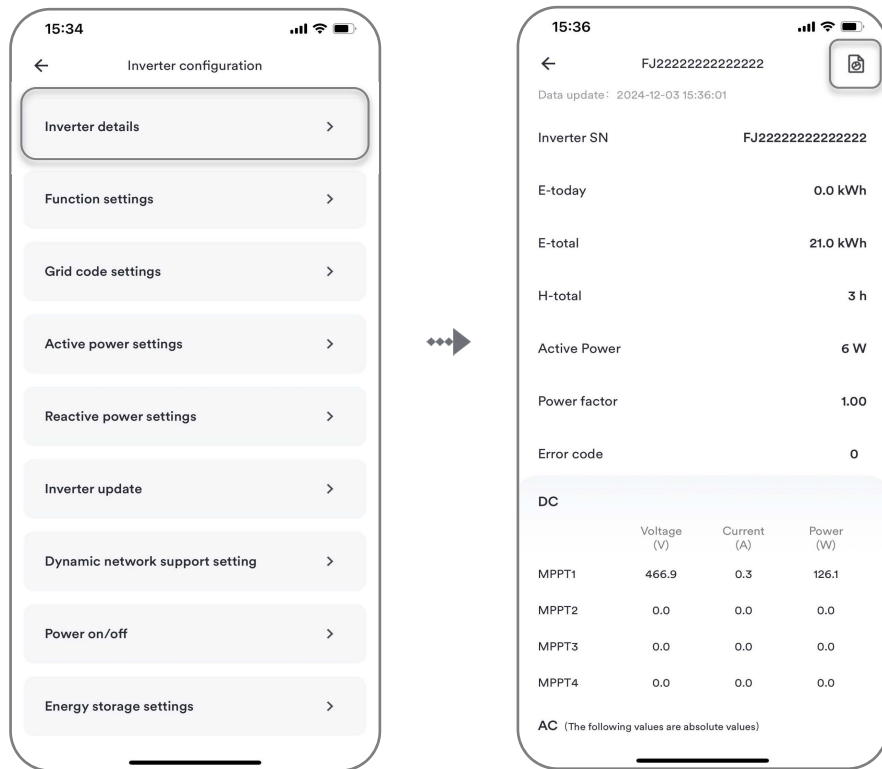 15:34
Inverter configuration
Inverter details
Function settings
Grid code settings
Active power settings
Reactive power settings
Inverter update
Dynamic network support setting
Power on/off
Energy storage settings
15:36
FJ22222222222222
Data update: 2024-12-03 15:36:01
Inverter SN FJ22222222222222
E-today 0.0 kWh
E-total 21.0 kWh
H-total 3 h
Active Power 6 W
Power factor 1.00
Error code 0
DC
Voltage (V) Current (A) Power (W)
MPPT1 466.9 0.3 126.1
MPPT2 0.0 0.0 0.0
MPPT3 0.0 0.0 0.0
MPPT4 0.0 0.0 0.0
AC (The following values are absolute values)